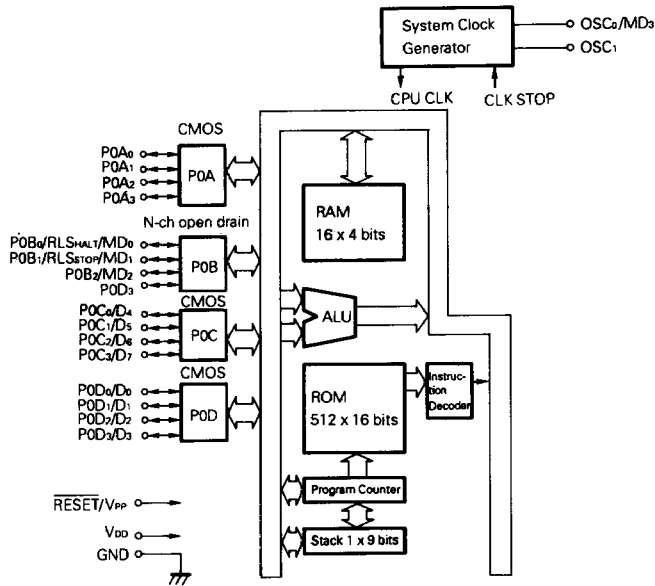 System Clock
Generator
OSC₀/MD₃
OSC₁
CPU CLK
CLK STOP
CMOS
P0A₀
P0A₁
P0A₂
P0A₃
P0A
N-ch open drain
P0B₀/RLSHALT/MD₀
P0B₁/RLSSTOP/MD₁
P0B₂/MD₂
P0D₃
P0B
CMOS
P0C₀/D₄
P0C₁/D₅
P0C₂/D₆
P0C₃/D₇
P0C
CMOS
P0D₀/D₀
P0D₁/D₁
P0D₂/D₂
P0D₃/D₃
P0D
RAM
16 x 4 bits
ALU
ROM
512 x 16 bits
Instruc-
tion
Decoder
Program Counter
Stack 1 x 9 bits
RESET/VPP
VDD
GND